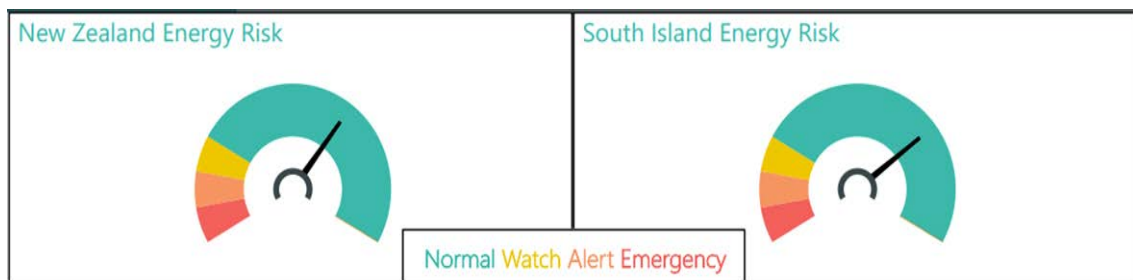 New Zealand Energy Risk
South Island Energy Risk
Normal Watch Alert Emergency